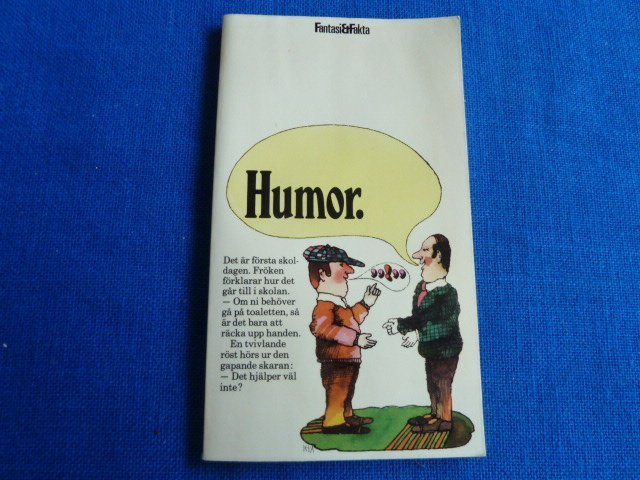 Fantasi&Fakta
Humor.
Det är första skol-
dagen. Fröken
förklarar hur det
går till i skolan.
— Om ni behöver
gå på toaletten, så
är det bara att
räcka upp handen.
En tvivlande
röst hörs ur den
gapande skaran:
— Det hjälper väl
inte?